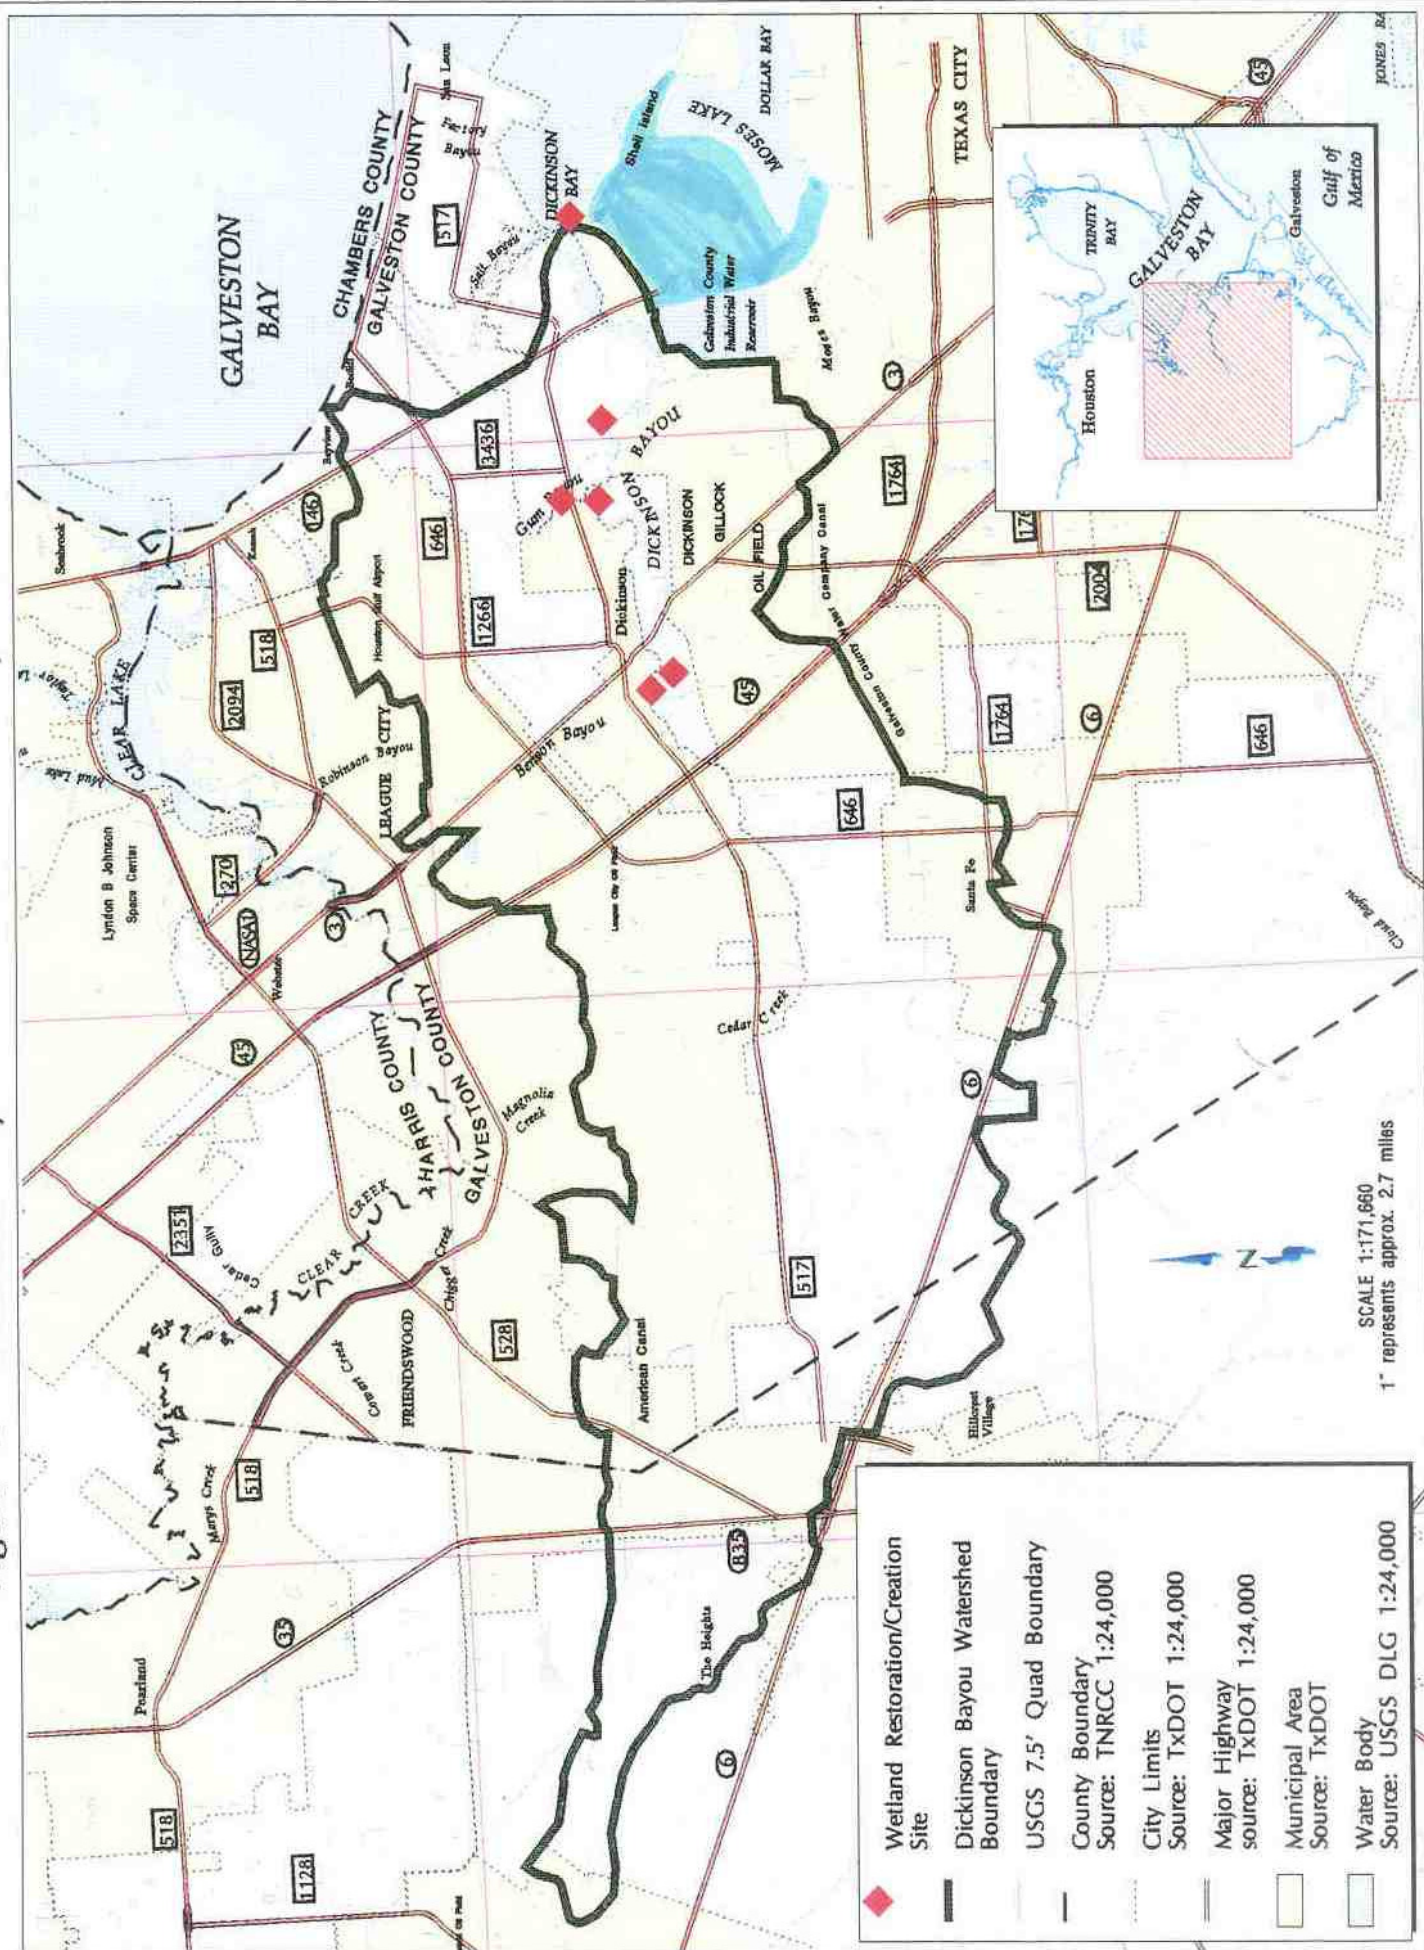 GALVESTON
BAY
CHAMBERS COUNTY
GALVESTON COUNTY
San Leon
Factory
Bayou
517
Salt Bayou
DICKINSON
BAY
Shell Island
MOSES LAKE
DOLLAR BAY
TEXAS CITY
45
JONES BA
Galveston County
Industrial Water
Reservoir
Moses Bayou
3
1764
Bacliff
Bayview
146
Seabrook
Kemah
3436
646
1266
Gum Bayou
DICKINSON BAYOU
DICKINSON
GILLOCK
OIL FIELD
Dickinson
Galveston County Water Company Canal
176
2004
Houston Gulf Airport
518
2094
CLEAR LAKE
Taylor La
Mud Lake
LEAGUE CITY
Robinson Bayou
Benson Bayou
45
1764
6
646
646
Lyndon B Johnson
Space Center
270
NASA1
3
Webster
League City Oil Field
Santa Fe
Cloud Bayou
45
HARRIS COUNTY
GALVESTON COUNTY
Magnolia
Creek
Cedar Creek
6
2351
Cedar Gully
CLEAR CREEK
Chigger Creek
528
American Canal
517
FRIENDSWOOD
Cowart Creek
Marys Creek
518
Hillcrest
Village
N
SCALE 1:171,660
1" represents approx. 2.7 miles
Pearland
35
835
The Heights
6
518
1128
Oil Field
Houston
TRINITY
BAY
GALVESTON
BAY
Galveston
Gulf of
Mexico
Wetland Restoration/Creation
Site
Dickinson Bayou Watershed
Boundary
USGS 7.5' Quad Boundary
County Boundary
Source: TNRCC 1:24,000
City Limits
Source: TxDOT 1:24,000
Major Highway
source: TxDOT 1:24,000
Municipal Area
Source: TxDOT
Water Body
Source: USGS DLG 1:24,000